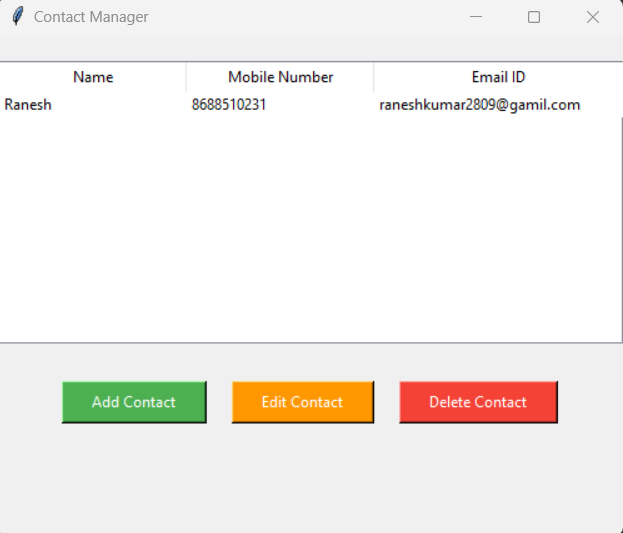 Contact Manager
Name Mobile Number Email ID
Ranesh 8688510231 raneshkumar2809@gamil.com
Add Contact Edit Contact Delete Contact